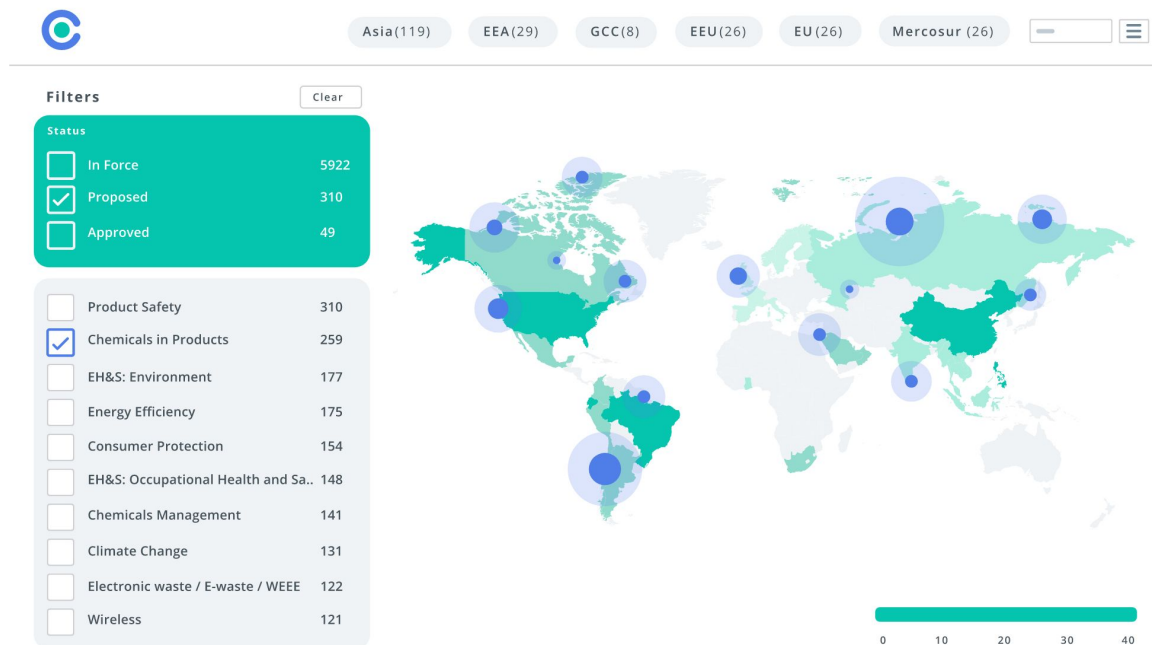 Asia(119) EEA(29) GCC(8) EEU(26) EU(26) Mercosur (26)
Filters Clear
Status
In Force 5922
Proposed 310
Approved 49
Product Safety 310
Chemicals in Products 259
EH&S: Environment 177
Energy Efficiency 175
Consumer Protection 154
EH&S: Occupational Health and Sa.. 148
Chemicals Management 141
Climate Change 131
Electronic waste / E-waste / WEEE 122
Wireless 121
0 10 20 30 40